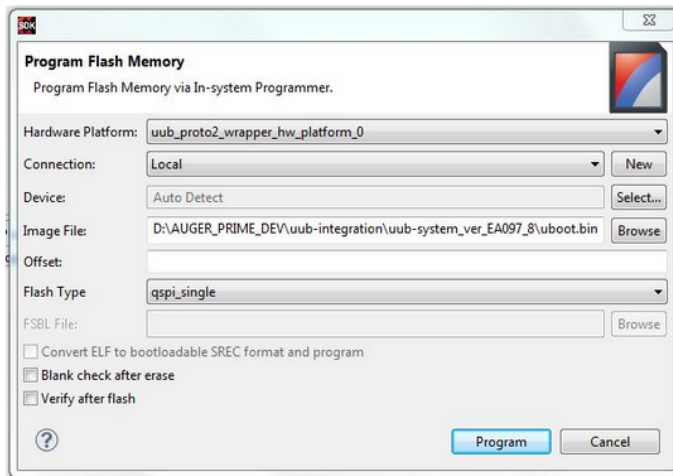 SDK
Program Flash Memory
Program Flash Memory via In-system Programmer.
Hardware Platform: uub_proto2_wrapper_hw_platform_0
Connection: Local New
Device: Auto Detect Select...
Image File: D:\AUGER_PRIME_DEV\uub-integration\uub-system_ver_EA097_8\uboot.bin Browse
Offset:
Flash Type qspi_single
FSBL File: Browse
Convert ELF to bootloadable SREC format and program
Blank check after erase
Verify after flash
? Program Cancel